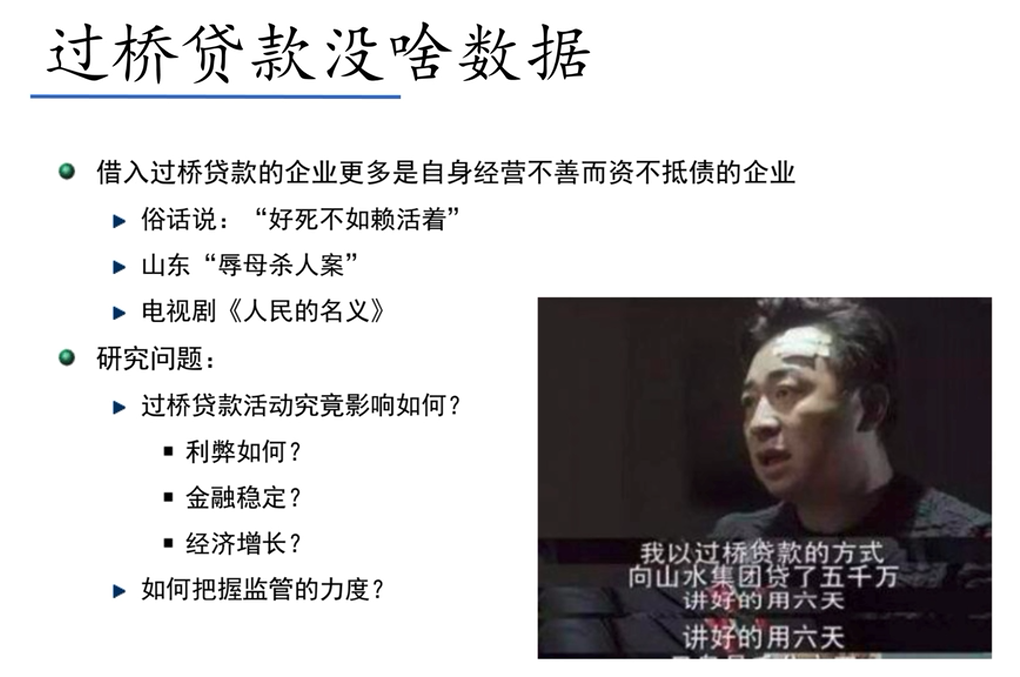 过桥贷款没啥数据
借入过桥贷款的企业更多是自身经营不善而资不抵债的企业
俗话说：“好死不如赖活着”
山东“辱母杀人案”
电视剧《人民的名义》
研究问题：
过桥贷款活动究竟影响如何？
利弊如何？
金融稳定？
经济增长？
如何把握监管的力度？
我以过桥贷款的方式
向山水集团贷了五千万
讲好的用六天
讲好的用六天